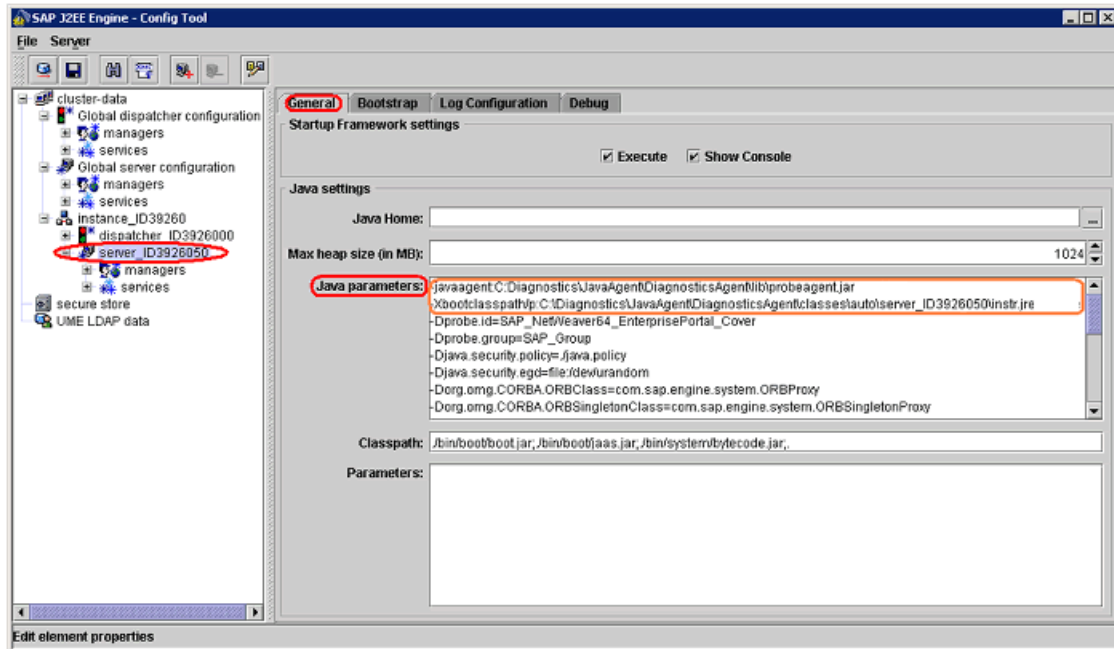 SAP J2EE Engine - Config Tool
File Server
cluster-data
Global dispatcher configuration
managers
services
Global server configuration
managers
services
instance_ID39260
dispatcher_ID3926000
server_ID3926050
managers
services
secure store
UME LDAP data
General Bootstrap Log Configuration Debug
Startup Framework settings
Execute Show Console
Java settings
Java Home: ...
Max heap size (in MB): 1024
Java parameters: -javaagent:C:\Diagnostics\JavaAgent\DiagnosticsAgent\lib\probeagent.jar
-Xbootclasspath/p:C:\Diagnostics\JavaAgent\DiagnosticsAgent\classes\auto\server_ID3926050\instr.jre
-Dprobe.id=SAP_NetWeaver64_EnterprisePortal_Cover
-Dprobe.group=SAP_Group
-Djava.security.policy=./java.policy
-Djava.security.egd=file:/dev/urandom
-Dorg.omg.CORBA.ORBClass=com.sap.engine.system.ORBProxy
-Dorg.omg.CORBA.ORBSingletonClass=com.sap.engine.system.ORBSingletonProxy
Classpath: ./bin/boot/boot.jar;./bin/boot/jaas.jar;./bin/system/bytecode.jar;.
Parameters:
Edit element properties